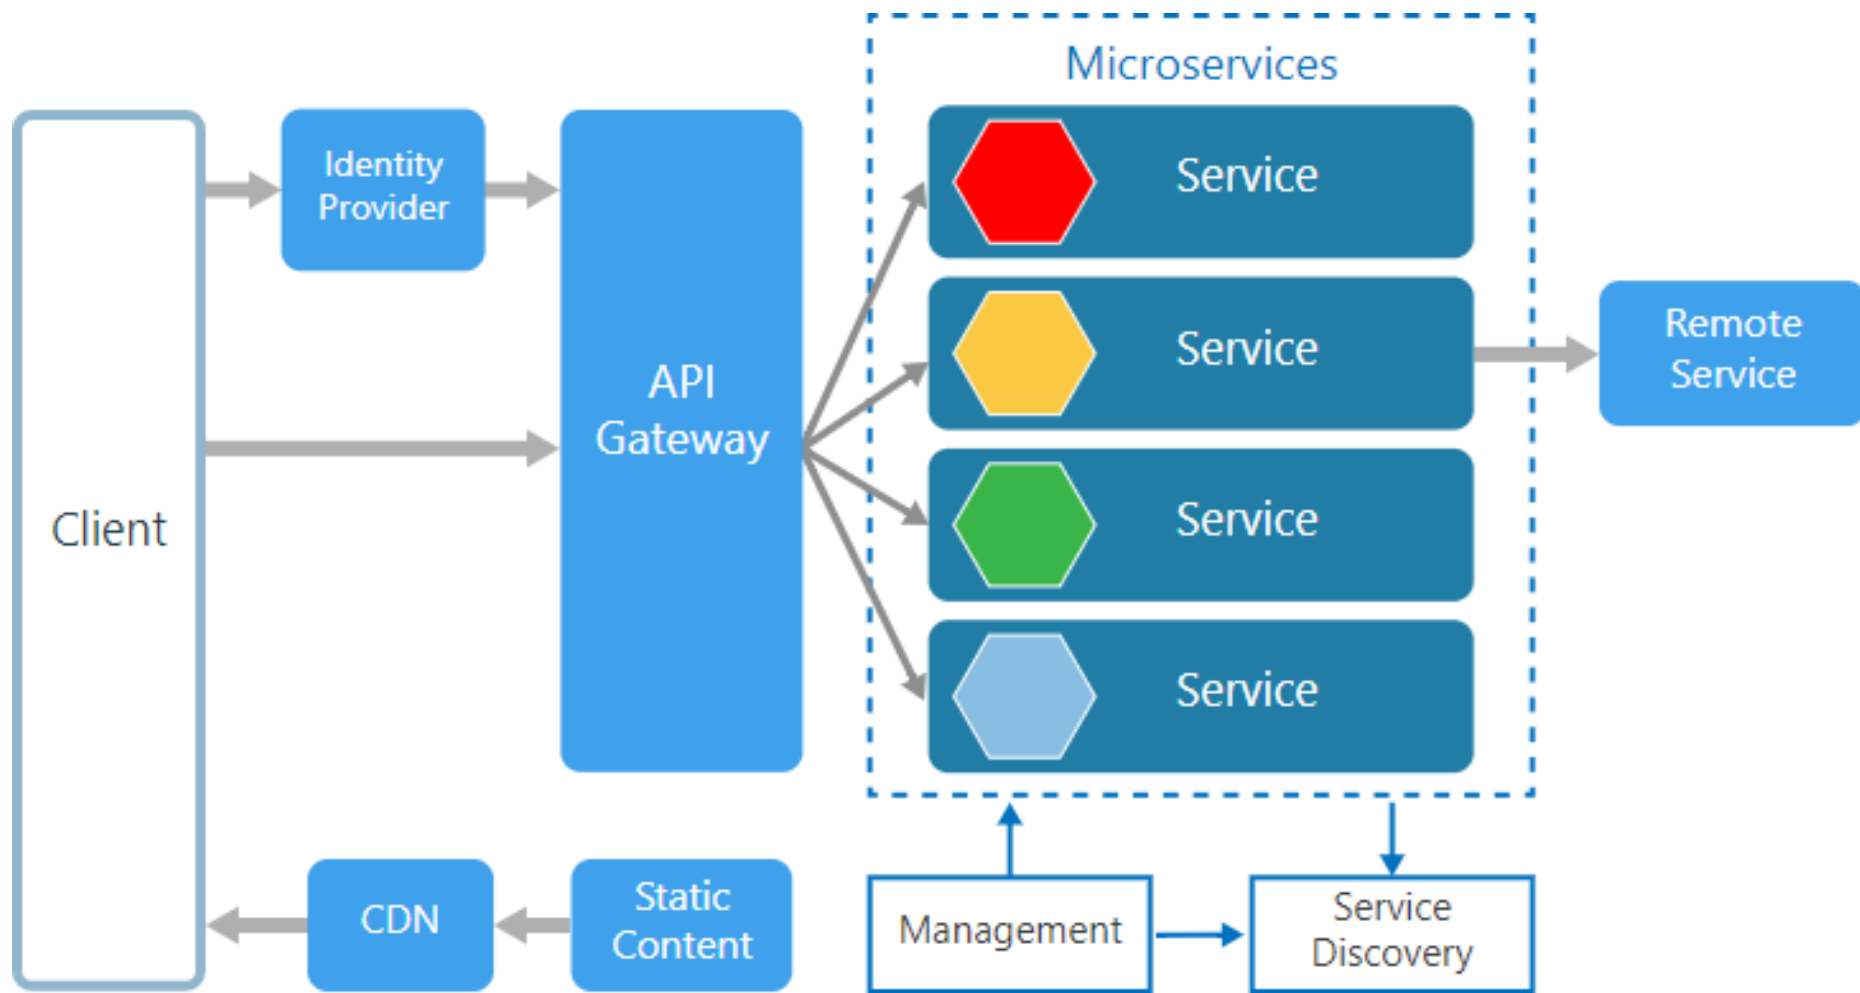 Microservices
Identity
Provider
Service
API
Gateway
Service
Remote
Service
Client
Service
Service
CDN
Static
Content
Management
Service
Discovery